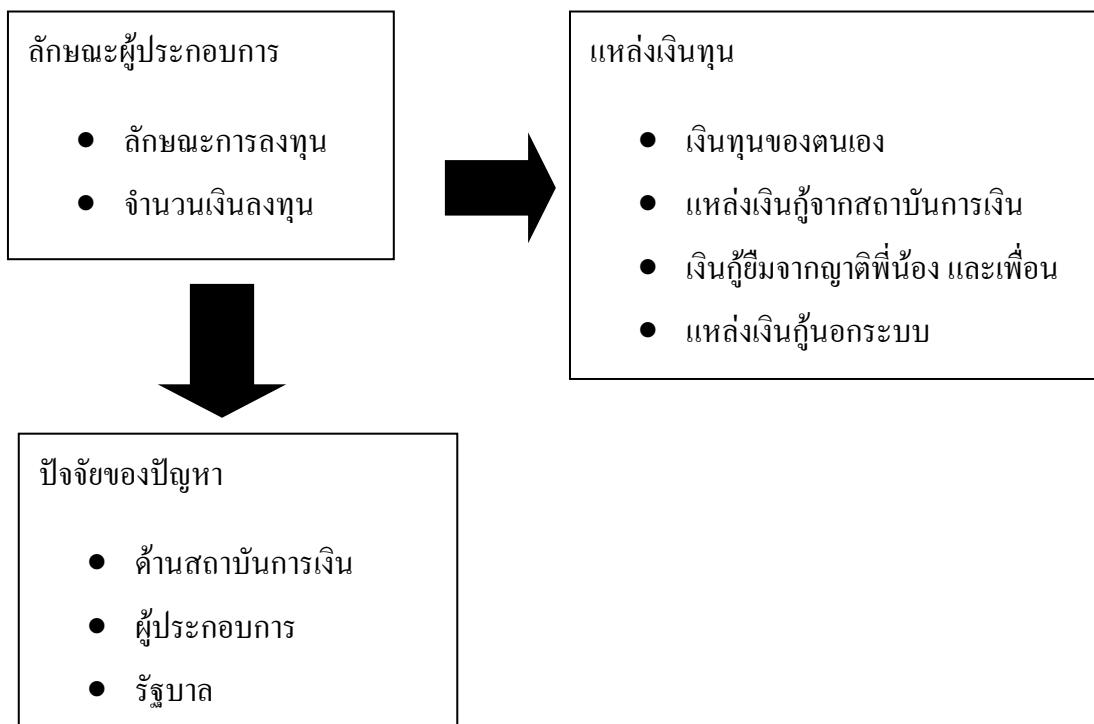 ลักษณะผู้ประกอบการ
● ลักษณะการลงทุน
● จำนวนเงินลงทุน
แหล่งเงินทุน
● เงินทุนของตนเอง
● แหล่งเงินกู้จากสถาบันการเงิน
● เงินกู้ยืมจากญาติพี่น้อง และเพื่อน
● แหล่งเงินกู้นอกระบบ
ปัจจัยของปัญหา
● ด้านสถาบันการเงิน
● ผู้ประกอบการ
● รัฐบาล